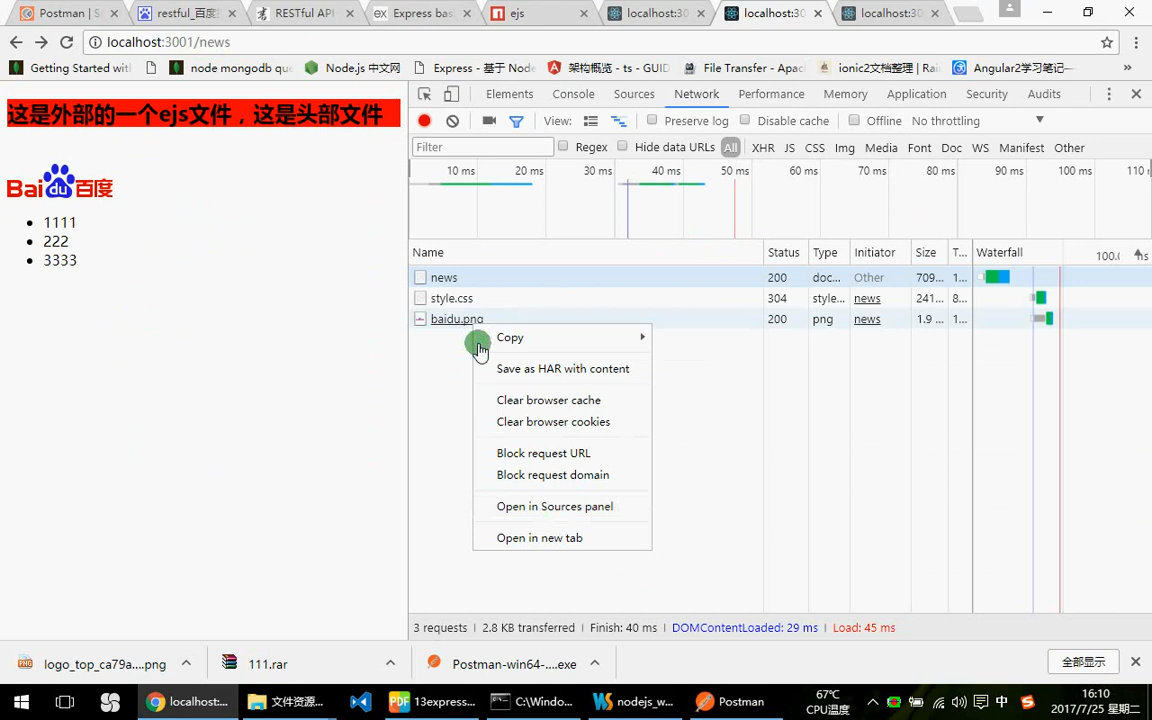 Postman | S
restful_百度
RESTful API
Express bas
ejs
localhost:30
localhost:30
localhost:30
localhost:3001/news
Getting Started wit
node mongodb qu
Node.js 中文网
Express - 基于 Nod
架构概览 - ts - GUID
File Transfer - Apac
ionic2文档整理 | Rai
Angular2学习笔记一
»
Elements Console Sources Network Performance Memory Application Security Audits
View: Preserve log Disable cache Offline No throttling
Filter Regex Hide data URLs All XHR JS CSS Img Media Font Doc WS Manifest Other
10 ms 20 ms 30 ms 40 ms 50 ms 60 ms 70 ms 80 ms 90 ms 100 ms 110
Name Status Type Initiator Size T... Waterfall 100.
news 200 doc... Other 709... 1...
style.css 304 style... news 241... 8...
baidu.png 200 png news 1.9 ... 1...
这是外部的一个ejs文件，这是头部文件
Bai du 百度
1111
222
3333
Copy
Save as HAR with content
Clear browser cache
Clear browser cookies
Block request URL
Block request domain
Open in Sources panel
Open in new tab
3 requests | 2.8 KB transferred | Finish: 40 ms | DOMContentLoaded: 29 ms | Load: 45 ms
logo_top_ca79a....png
111.rar
Postman-win64-....exe
全部显示
localhost:...
文件资源...
13express...
C:\Windo...
nodejs_w...
Postman
67℃
CPU温度
中
16:10
2017/7/25 星期二